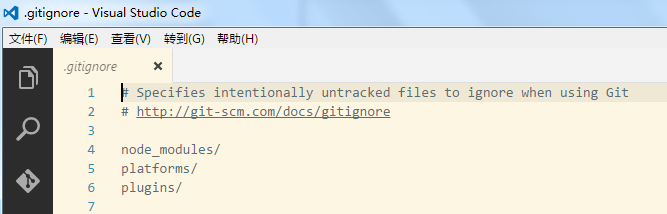 .gitignore - Visual Studio Code
文件(F) 编辑(E) 查看(V) 转到(G) 帮助(H)
.gitignore
1 # Specifies intentionally untracked files to ignore when using Git
2 # http://git-scm.com/docs/gitignore
3
4 node_modules/
5 platforms/
6 plugins/
7